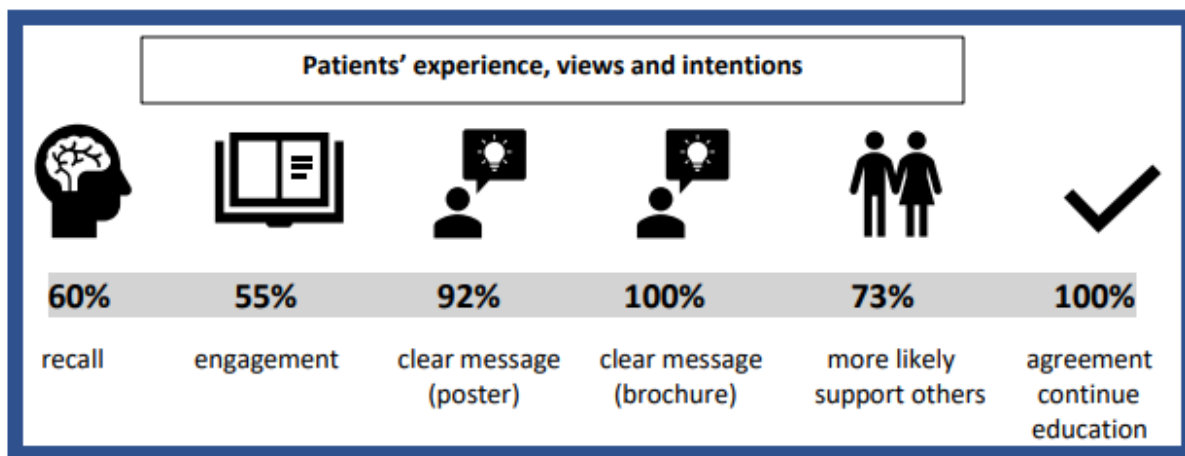 Patients’ experience, views and intentions
60% 55% 92% 100% 73% 100%
recall engagement clear message clear message more likely agreement
(poster) (brochure) support others continue
education